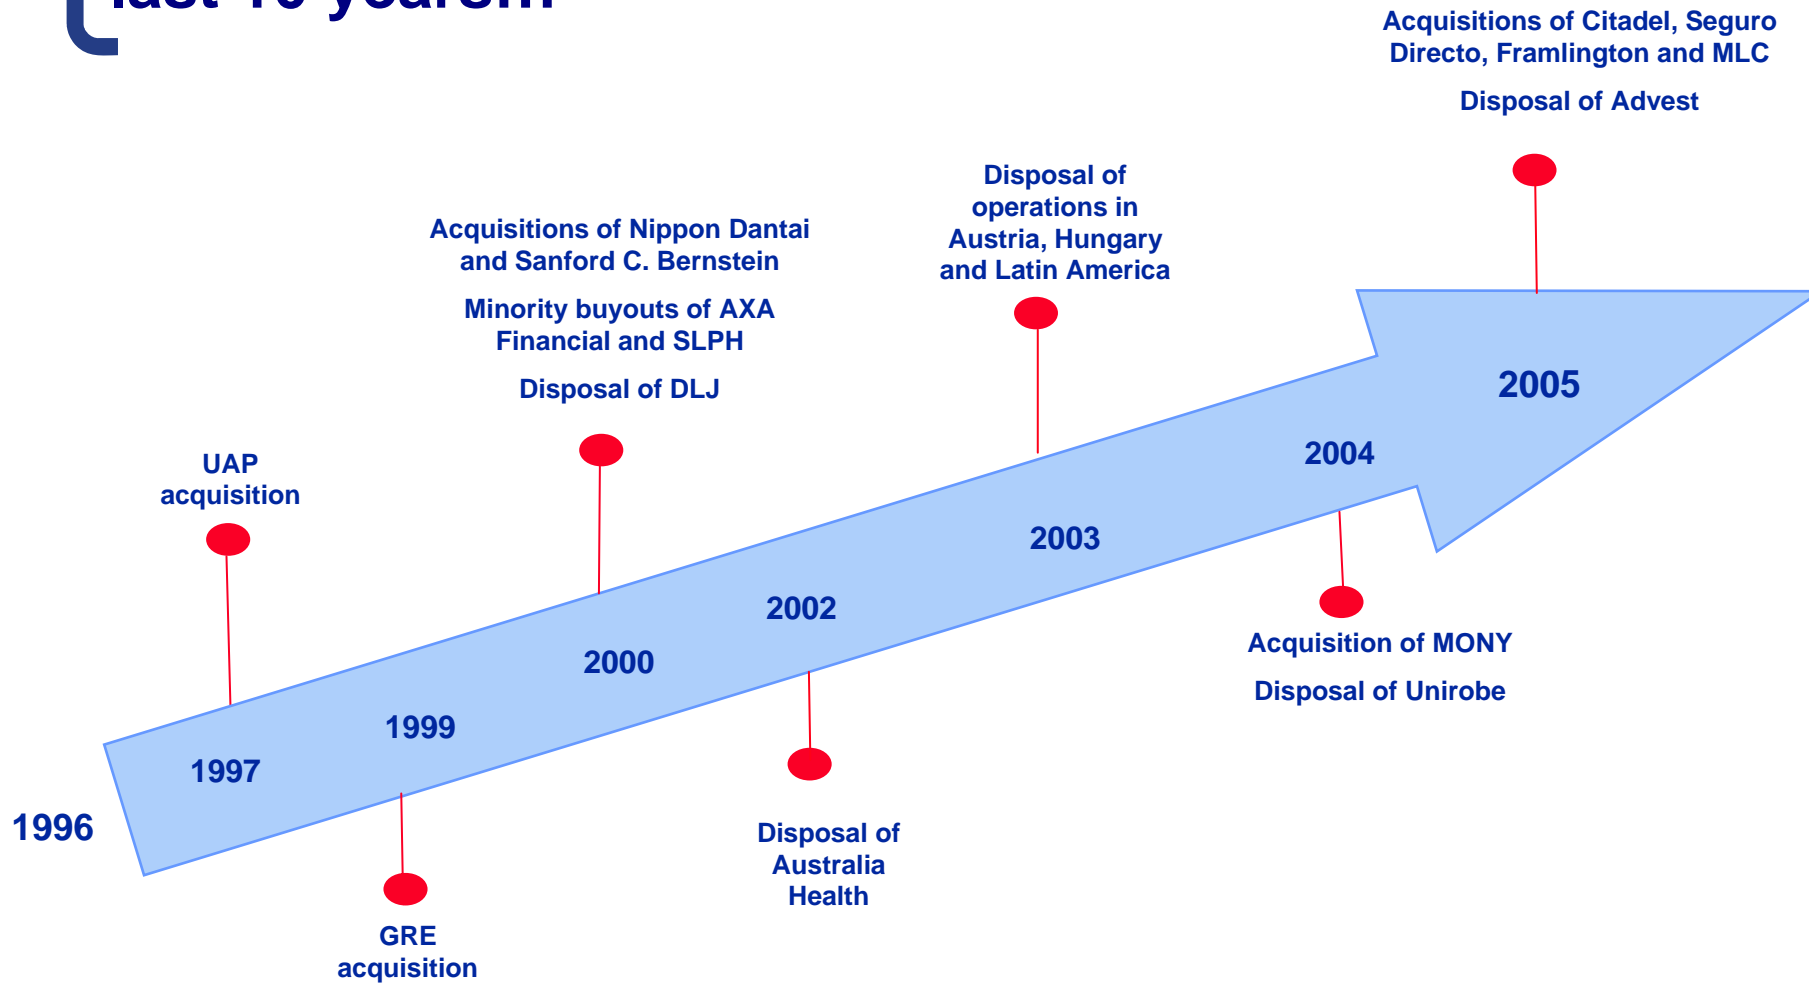 last 10 years...
Acquisitions of Citadel, Seguro
Directo, Framlington and MLC
Disposal of Advest
Disposal of
operations in
Austria, Hungary
and Latin America
Acquisitions of Nippon Dantai
and Sanford C. Bernstein
Minority buyouts of AXA
Financial and SLPH
Disposal of DLJ
UAP
acquisition
2005
2004
2003
2002
2000
1999
1997
1996
Acquisition of MONY
Disposal of Unirobe
Disposal of
Australia
Health
GRE
acquisition